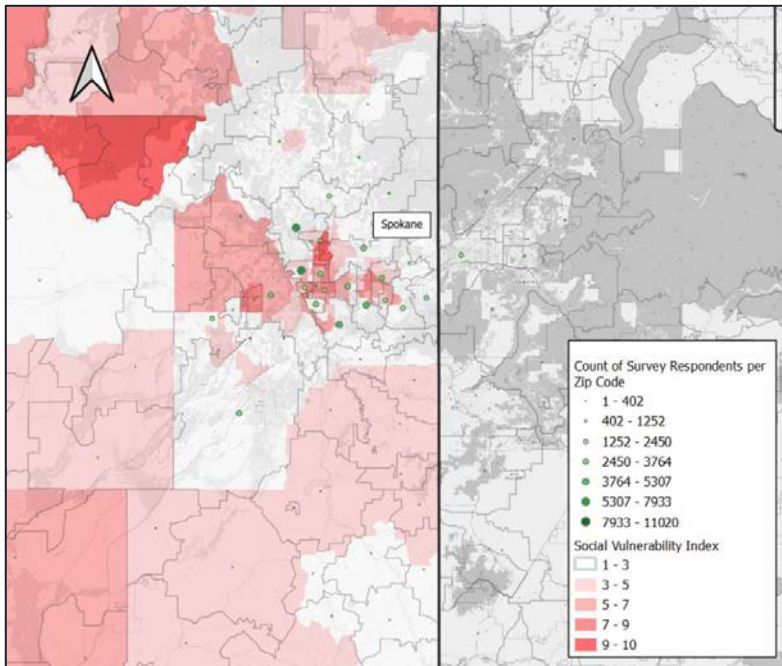 Spokane
Count of Survey Respondents per
Zip Code
1 - 402
402 - 1252
1252 - 2450
2450 - 3764
3764 - 5307
5307 - 7933
7933 - 11020
Social Vulnerability Index
1 - 3
3 - 5
5 - 7
7 - 9
9 - 10